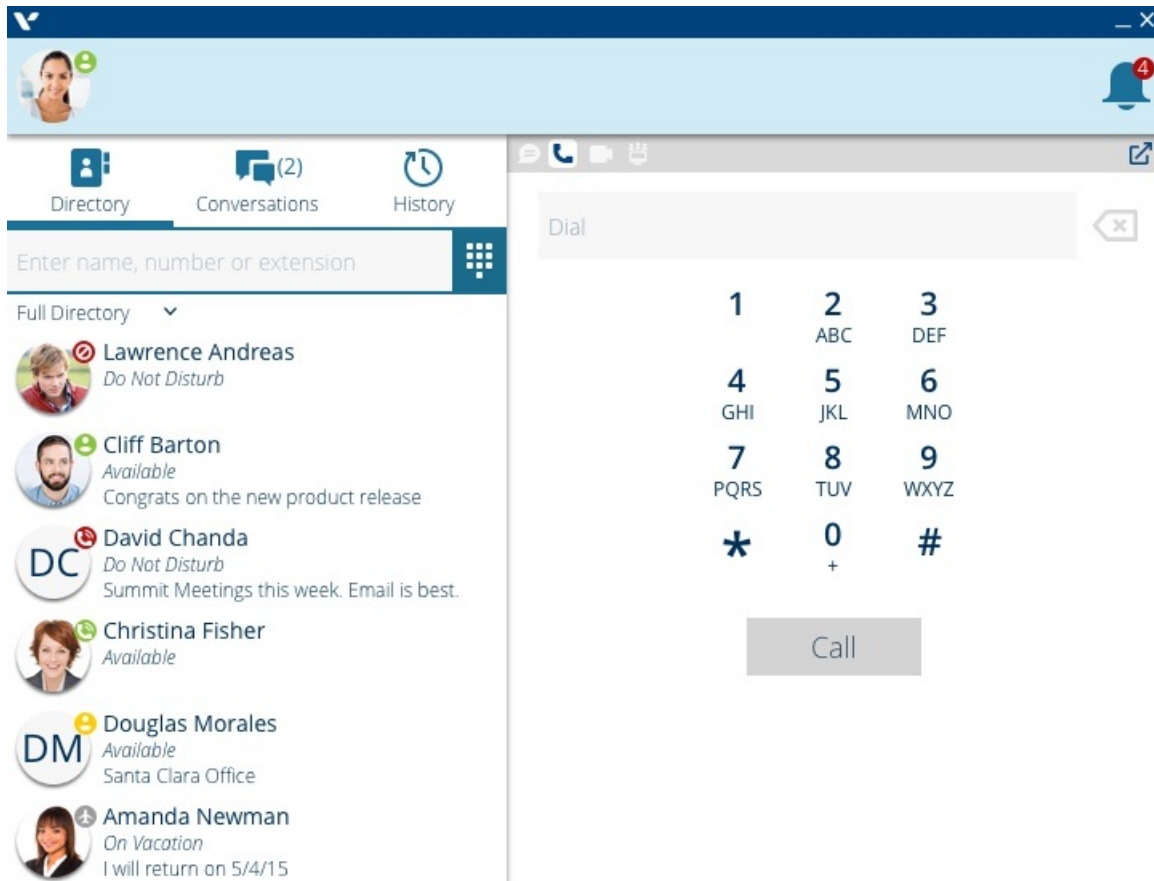 4
Directory
(2)
Conversations
History
Enter name, number or extension
Full Directory
Lawrence Andreas
Do Not Disturb
Cliff Barton
Available
Congrats on the new product release
DC
David Chanda
Do Not Disturb
Summit Meetings this week. Email is best.
Christina Fisher
Available
DM
Douglas Morales
Available
Santa Clara Office
Amanda Newman
On Vacation
I will return on 5/4/15
Dial
1 2 3
ABC DEF
4 5 6
GHI JKL MNO
7 8 9
PQRS TUV WXYZ
* 0 #
+
Call